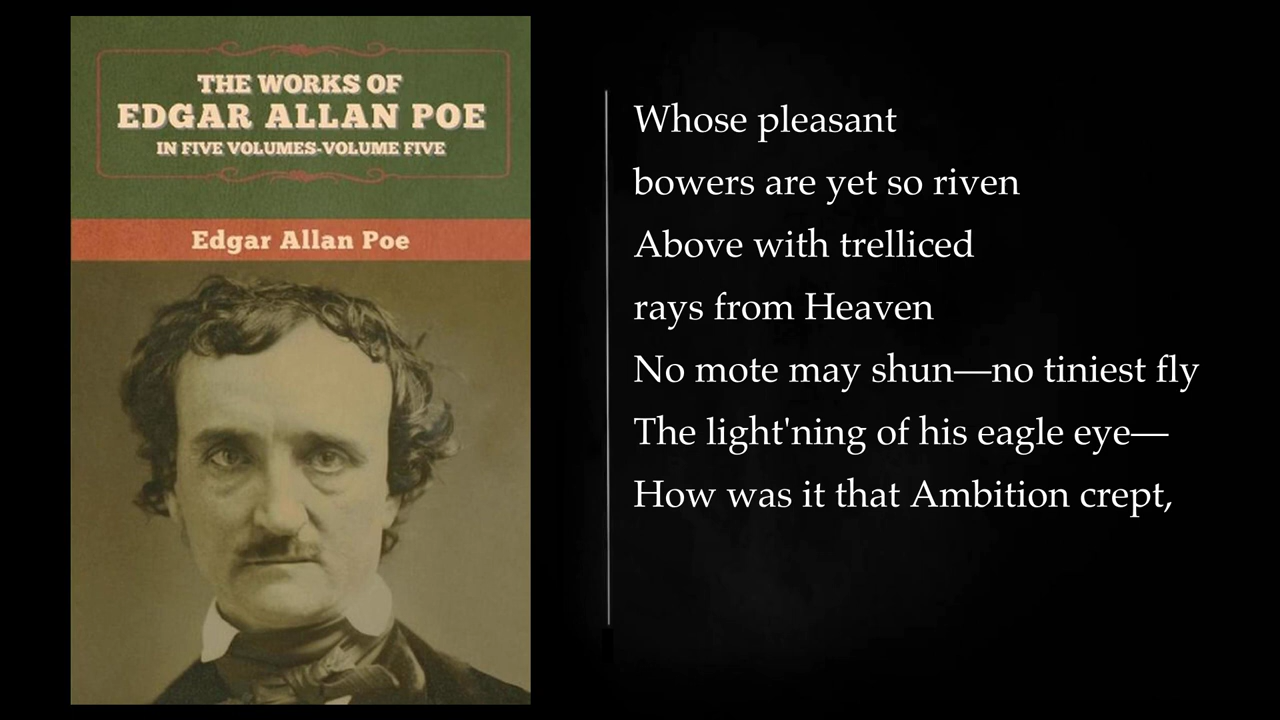 THE WORKS OF
EDGAR ALLAN POE
IN FIVE VOLUMES-VOLUME FIVE
Edgar Allan Poe
Whose pleasant
bowers are yet so riven
Above with trelliced
rays from Heaven
No mote may shun—no tiniest fly
The light'ning of his eagle eye—
How was it that Ambition crept,